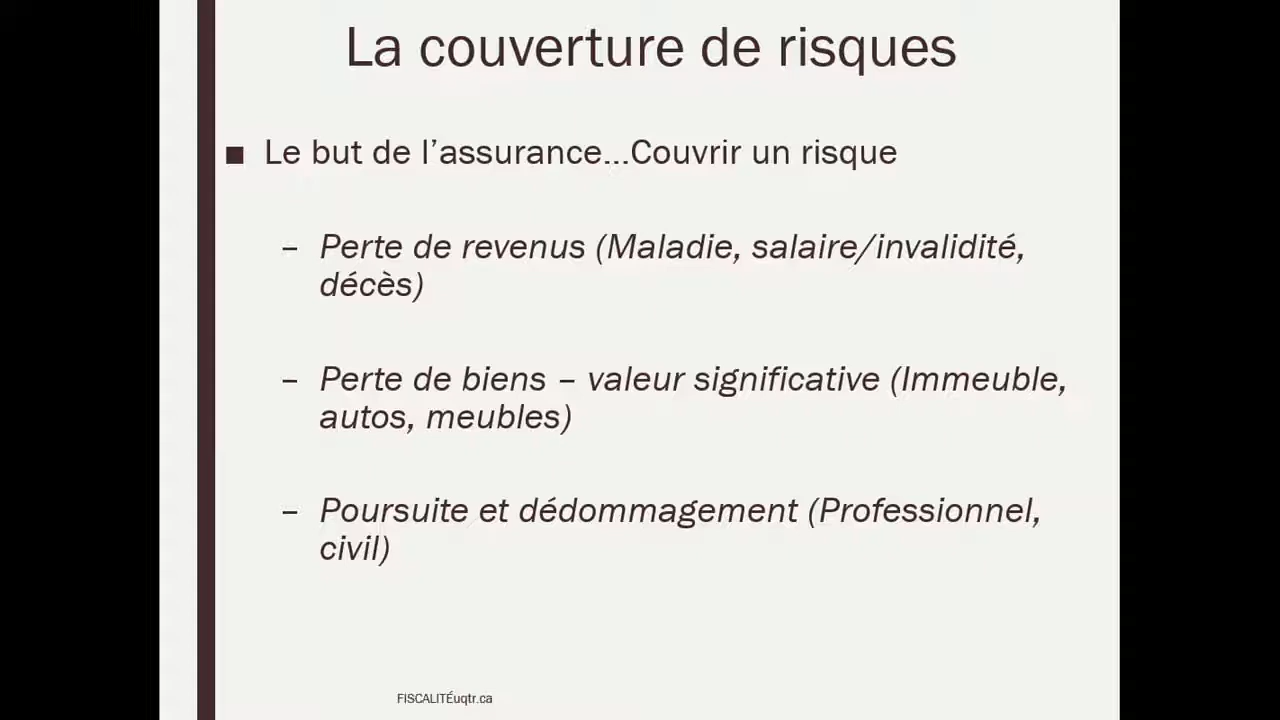 La couverture de risques
■ Le but de l’assurance...Couvrir un risque
– Perte de revenus (Maladie, salaire/invalidité,
décès)
– Perte de biens – valeur significative (Immeuble,
autos, meubles)
– Poursuite et dédommagement (Professionnel,
civil)
FISCALITÉuqtr.ca